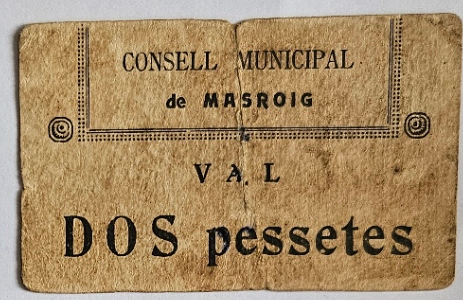 CONSELL MUNICIPAL
de MASROIG
VAL
DOS pessetes